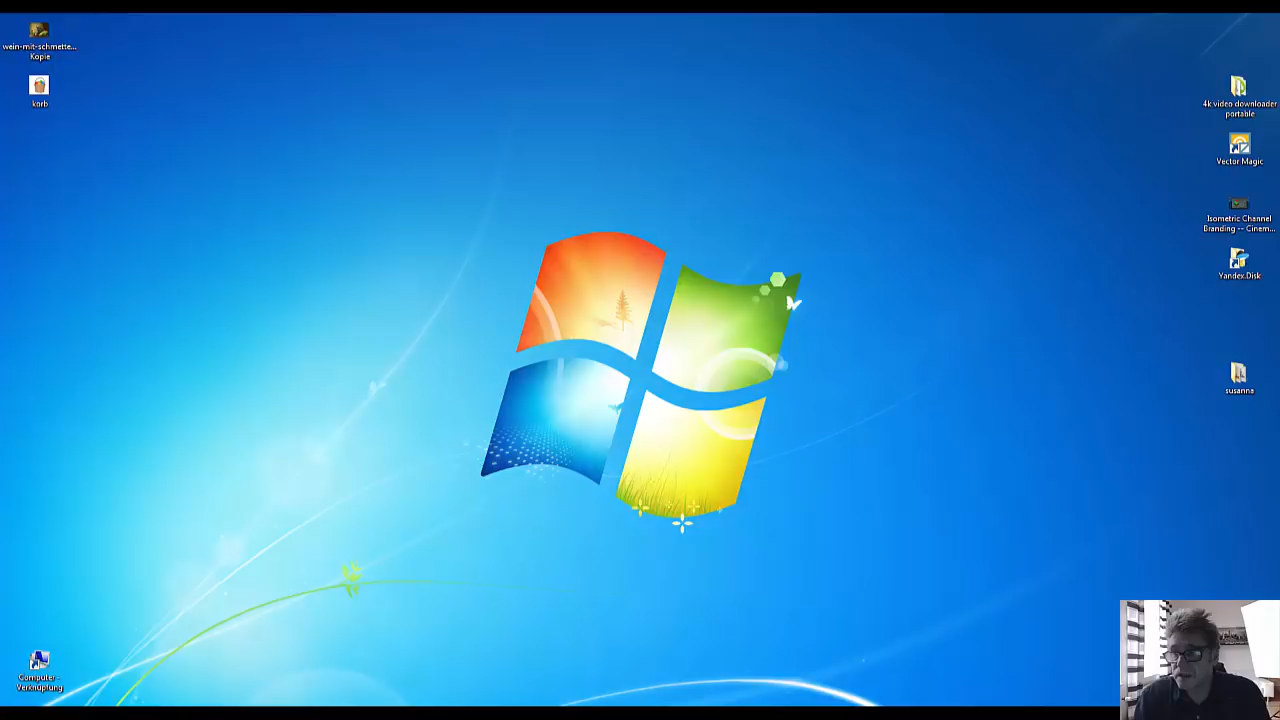 wein-mit-schmette...
Kopie
korb
4k video downloader
portable
Vector Magic
Isometric Channel
Branding -- Cinem...
Yandex.Disk
susanna
Computer -
Verknüpfung